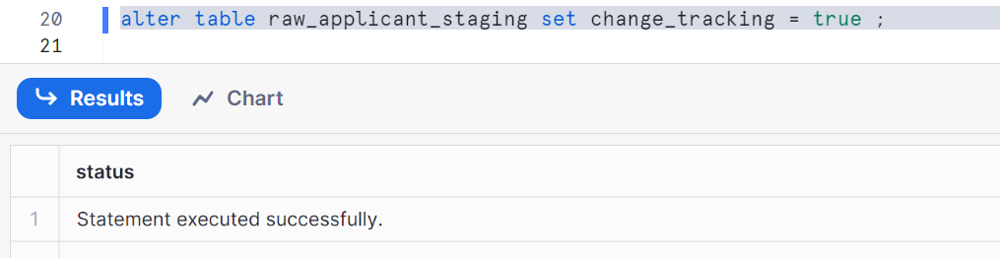 20 alter table raw_applicant_staging set change_tracking = true ;
21
Results Chart
status
1 Statement executed successfully.